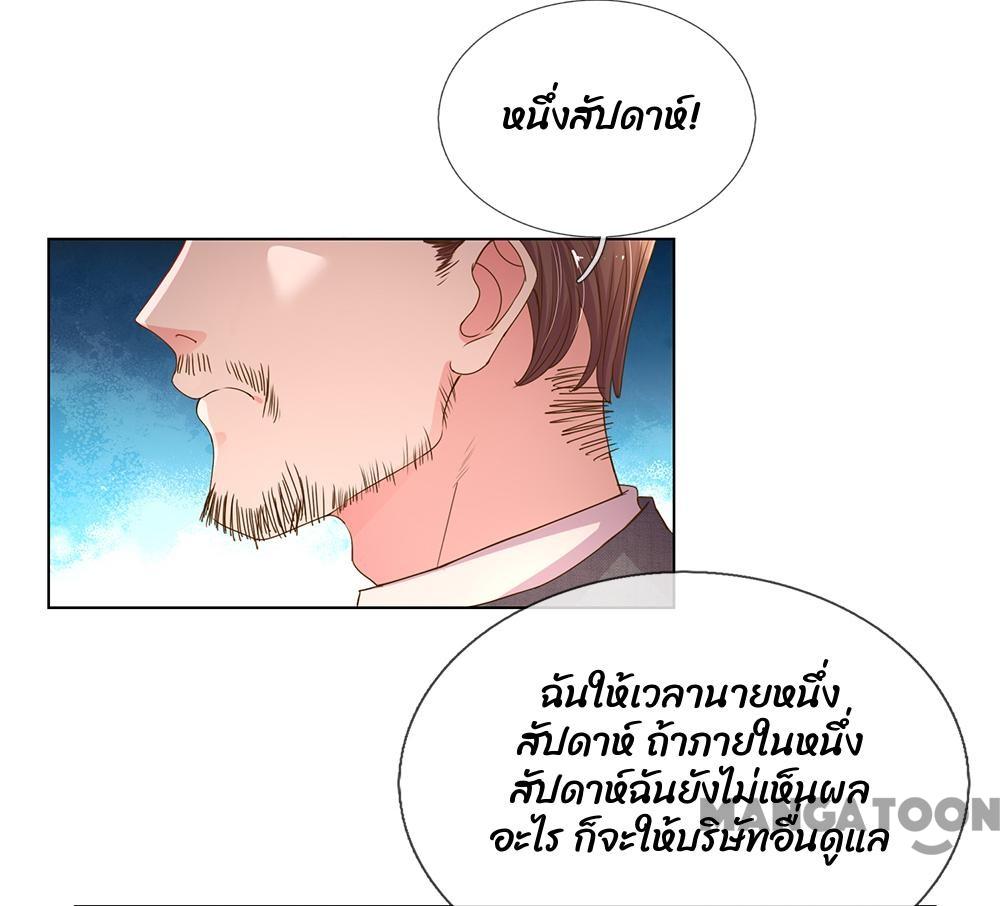 หนึ่งสัปดาห์!
ฉันให้เวลานายหนึ่ง
สัปดาห์ ถ้าภายในหนึ่ง
สัปดาห์ฉันยังไม่เห็นผล
อะไร ก็จะให้บริษัทอื่นดูแล
MANGATOON